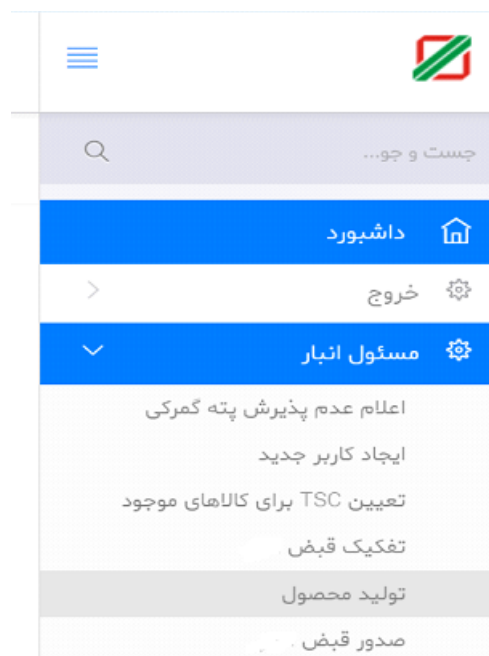 جست و جو...
داشبورد
خروج
مسئول انبار
اعلام عدم پذیرش پته گمرکی
ایجاد کاربر جدید
تعیین TSC برای کالاهای موجود
تفکیک قبض
تولید محصول
صدور قبض